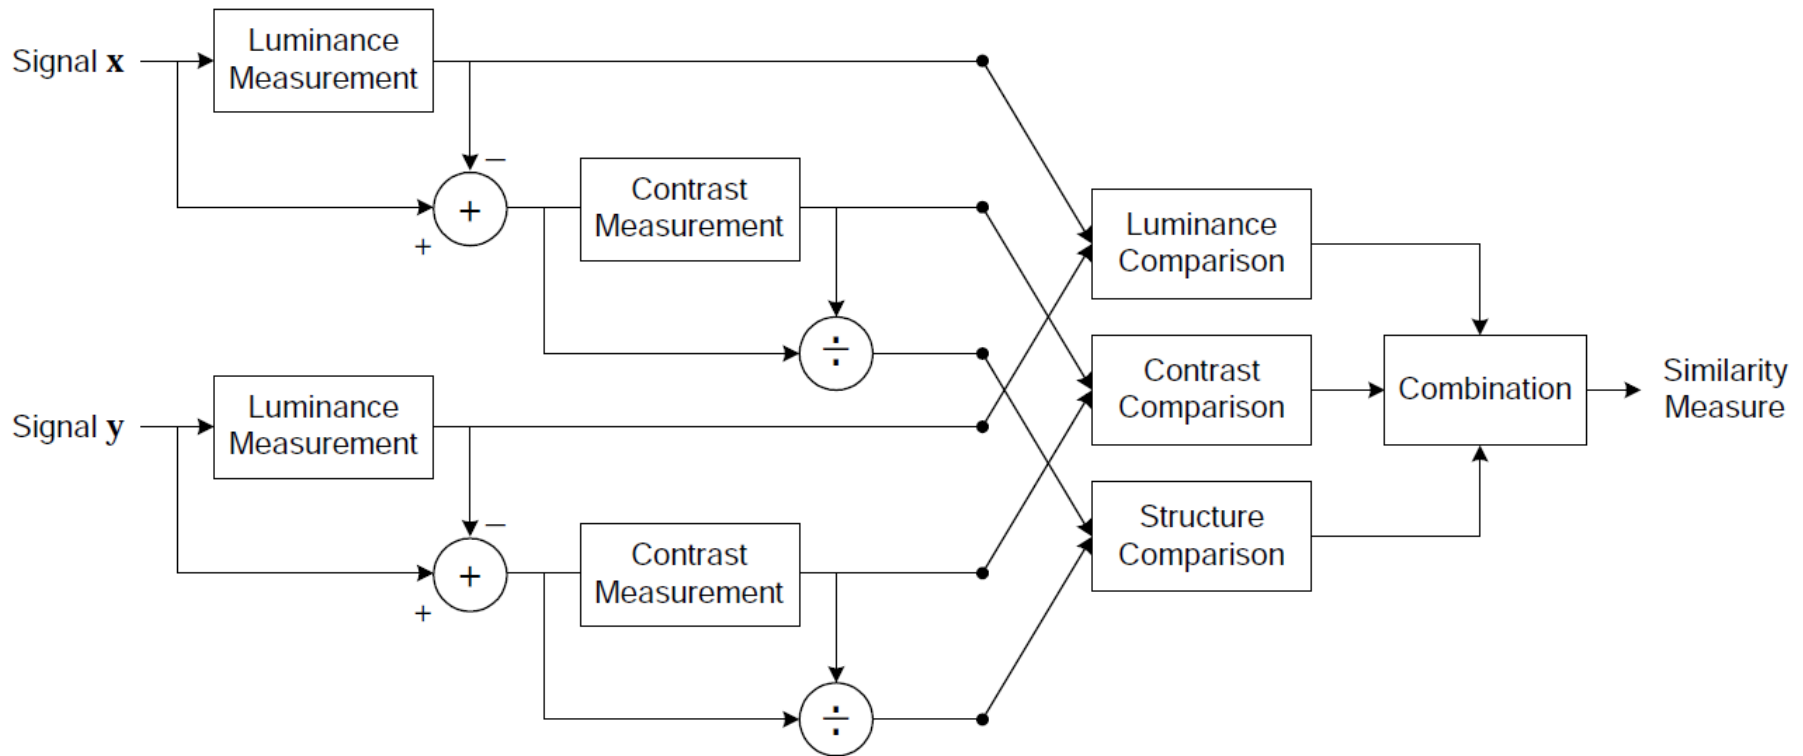 Signal x
Luminance
Measurement
−
+
+
Contrast
Measurement
÷
Signal y
Luminance
Measurement
−
+
+
Contrast
Measurement
÷
Luminance
Comparison
Contrast
Comparison
Structure
Comparison
Combination
Similarity
Measure